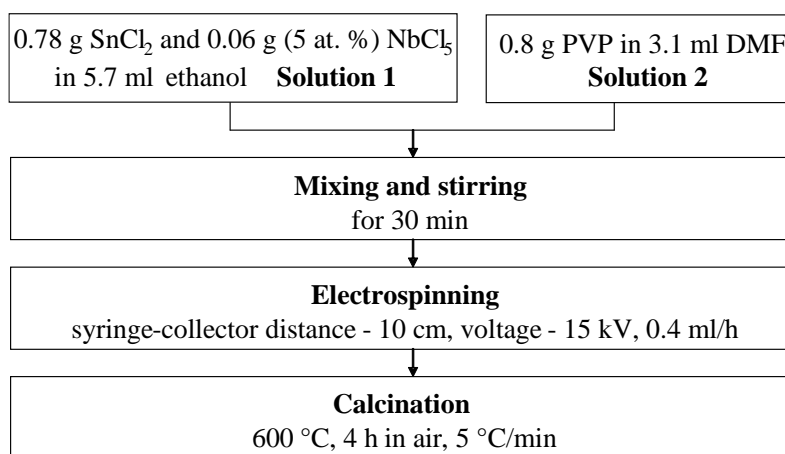 0.78 g SnCl₂ and 0.06 g (5 at. %) NbCl₅
in 5.7 ml ethanol Solution 1
0.8 g PVP in 3.1 ml DMF
Solution 2
Mixing and stirring
for 30 min
Electrospinning
syringe-collector distance - 10 cm, voltage - 15 kV, 0.4 ml/h
Calcination
600 °C, 4 h in air, 5 °C/min